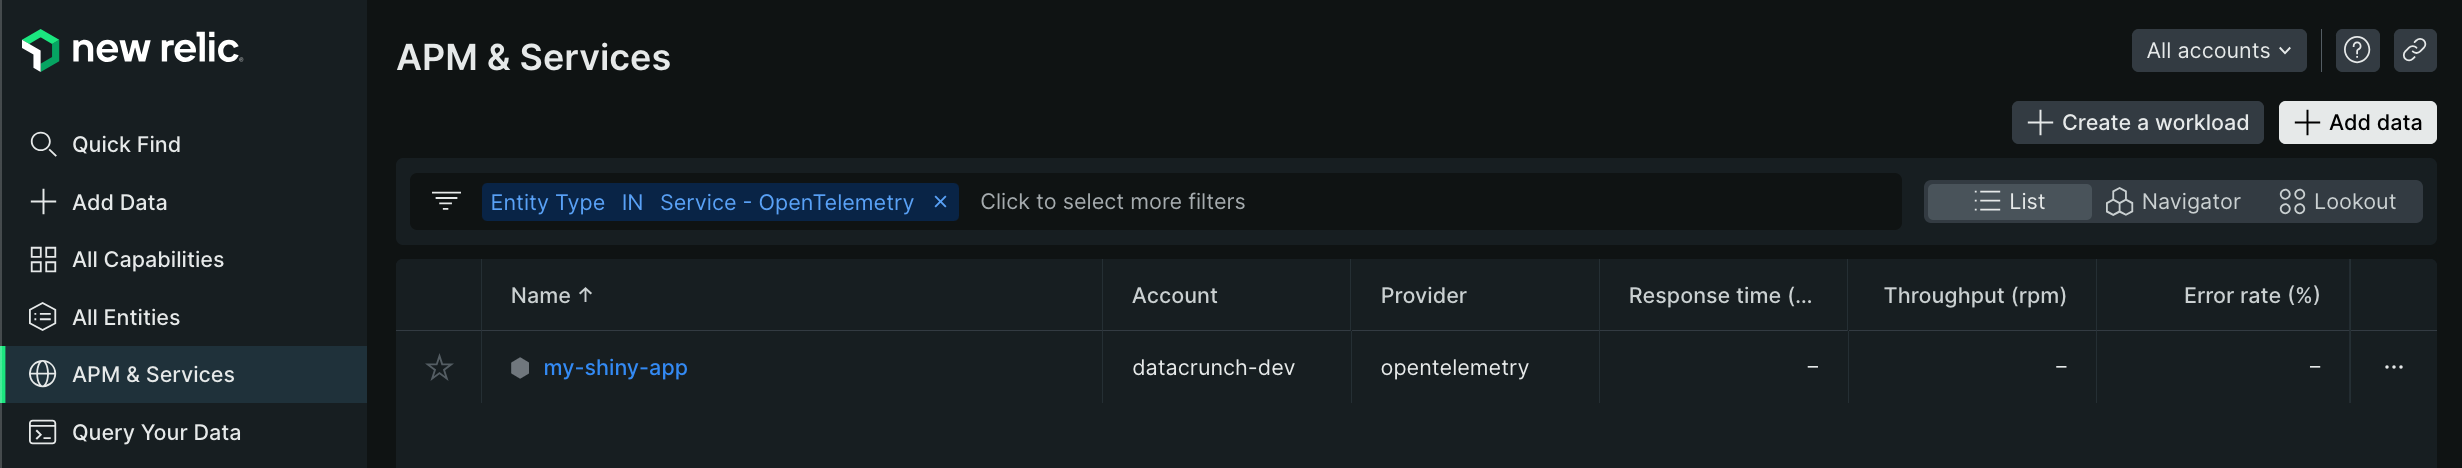 new relic.
Quick Find
Add Data
All Capabilities
All Entities
APM & Services
Query Your Data
APM & Services
All accounts
Create a workload
Add data
Entity Type IN Service - OpenTelemetry × Click to select more filters
List Navigator Lookout
Name ↑ Account Provider Response time (... Throughput (rpm) Error rate (%)
my-shiny-app datacrunch-dev opentelemetry – – – ...